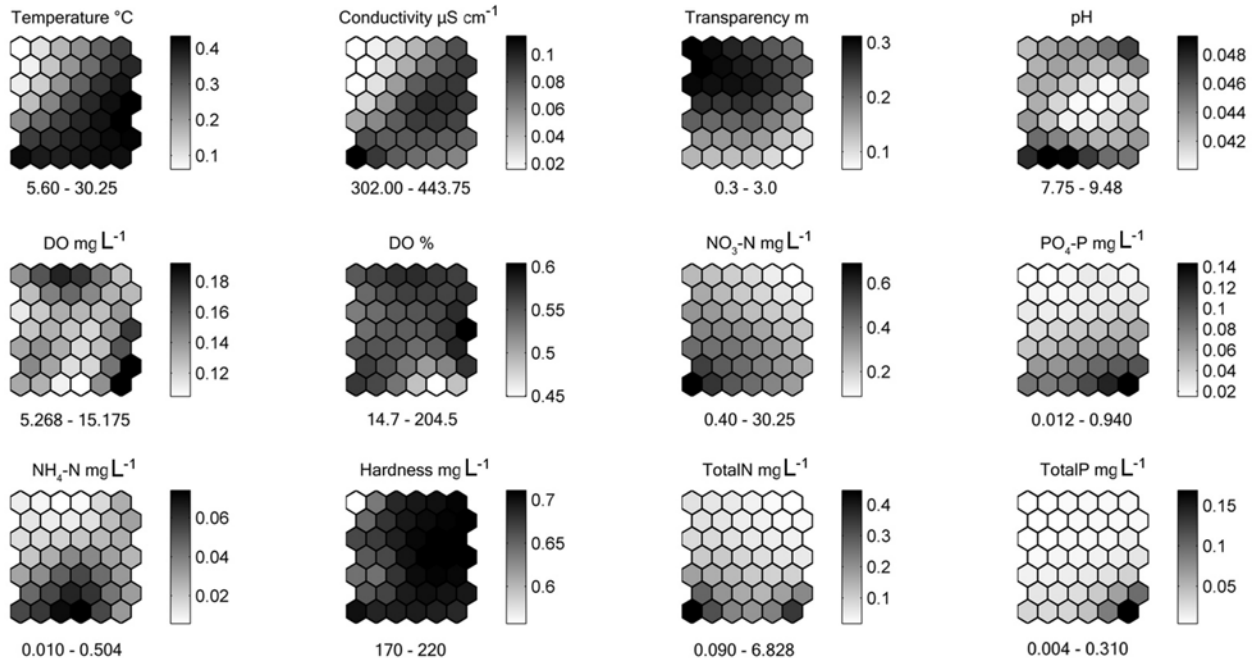 Temperature °C
Conductivity µS cm⁻¹
Transparency m
pH
0.4
0.3
0.2
0.1
0.1
0.08
0.06
0.04
0.02
0.3
0.2
0.1
0.048
0.046
0.044
0.042
5.60 - 30.25
302.00 - 443.75
0.3 - 3.0
7.75 - 9.48
DO mg L⁻¹
DO %
NO₃-N mg L⁻¹
PO₄-P mg L⁻¹
0.18
0.16
0.14
0.12
0.6
0.55
0.5
0.45
0.6
0.4
0.2
0.14
0.12
0.10
0.08
0.06
0.04
0.02
5.268 - 15.175
14.7 - 204.5
0.40 - 30.25
0.012 - 0.940
NH₄-N mg L⁻¹
Hardness mg L⁻¹
TotalN mg L⁻¹
TotalP mg L⁻¹
0.06
0.04
0.02
0.7
0.65
0.6
0.4
0.3
0.2
0.1
0.15
0.1
0.05
0.010 - 0.504
170 - 220
0.090 - 6.828
0.004 - 0.310